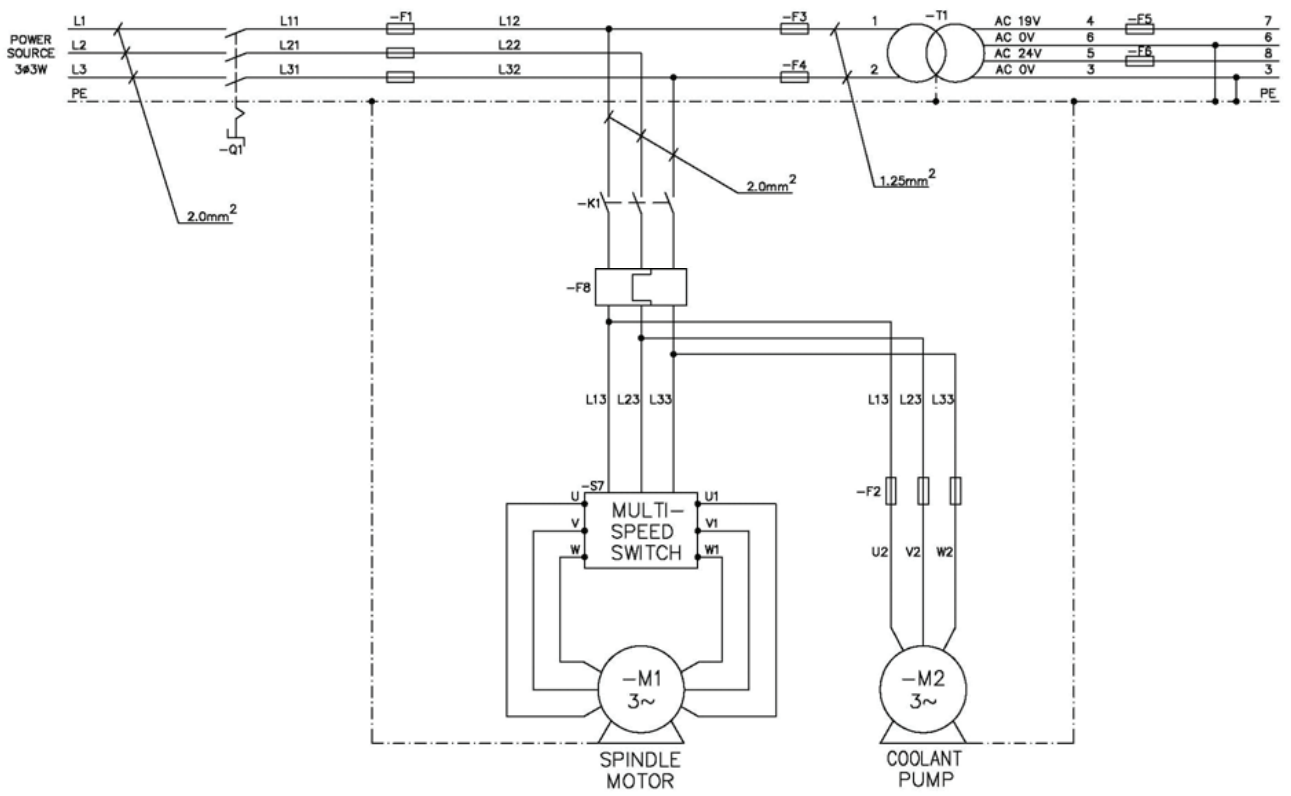 L1 L11 -F1 L12 -F3 1 -T1 AC 19V 4 -F5 7
POWER SOURCE 3ø3W
L2 L21 L22 AC 0V 6 6
AC 24V 5 -F6 8
L3 L31 L32 -F4 2 AC 0V 3 3
PE PE
-Q1
2.0mm²
2.0mm²
1.25mm²
-K1
-F8
L13 L23 L33 L13 L23 L33
-S7
U U1
V V1
W W1
MULTI-
SPEED
SWITCH
-F2
U2 V2 W2
-M1
3~
-M2
3~
SPINDLE
MOTOR
COOLANT
PUMP